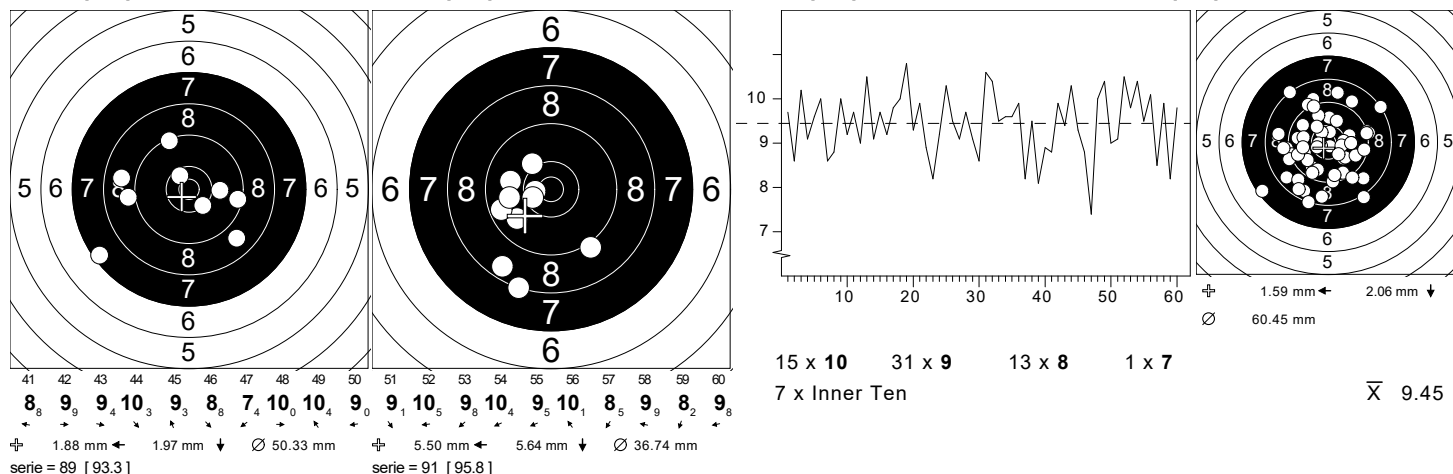 5
6
7
8
5 6 7 8 8 7 6 5
8
7
6
5
41 42 43 44 45 46 47 48 49 50
8₈ 9₉ 9₄ 10₃ 9₃ 8₈ 7₄ 10₀ 10₄ 9₀
1.88 mm 1.97 mm Ø 50.33 mm
serie = 89 [ 93.3 ]
6
7
8
6 7 8 8 7 6
8
7
6
51 52 53 54 55 56 57 58 59 60
9₁ 10₅ 9₈ 10₄ 9₅ 10₁ 8₅ 9₉ 8₂ 9₈
5.50 mm 5.64 mm Ø 36.74 mm
serie = 91 [ 95.8 ]
10
9
8
7
10 20 30 40 50 60
5
6
7
8
5 6 7 8 8 7 6 5
8
7
6
5
1.59 mm 2.06 mm
Ø 60.45 mm
15 x 10 31 x 9 13 x 8 1 x 7
7 x Inner Ten X̅ 9.45